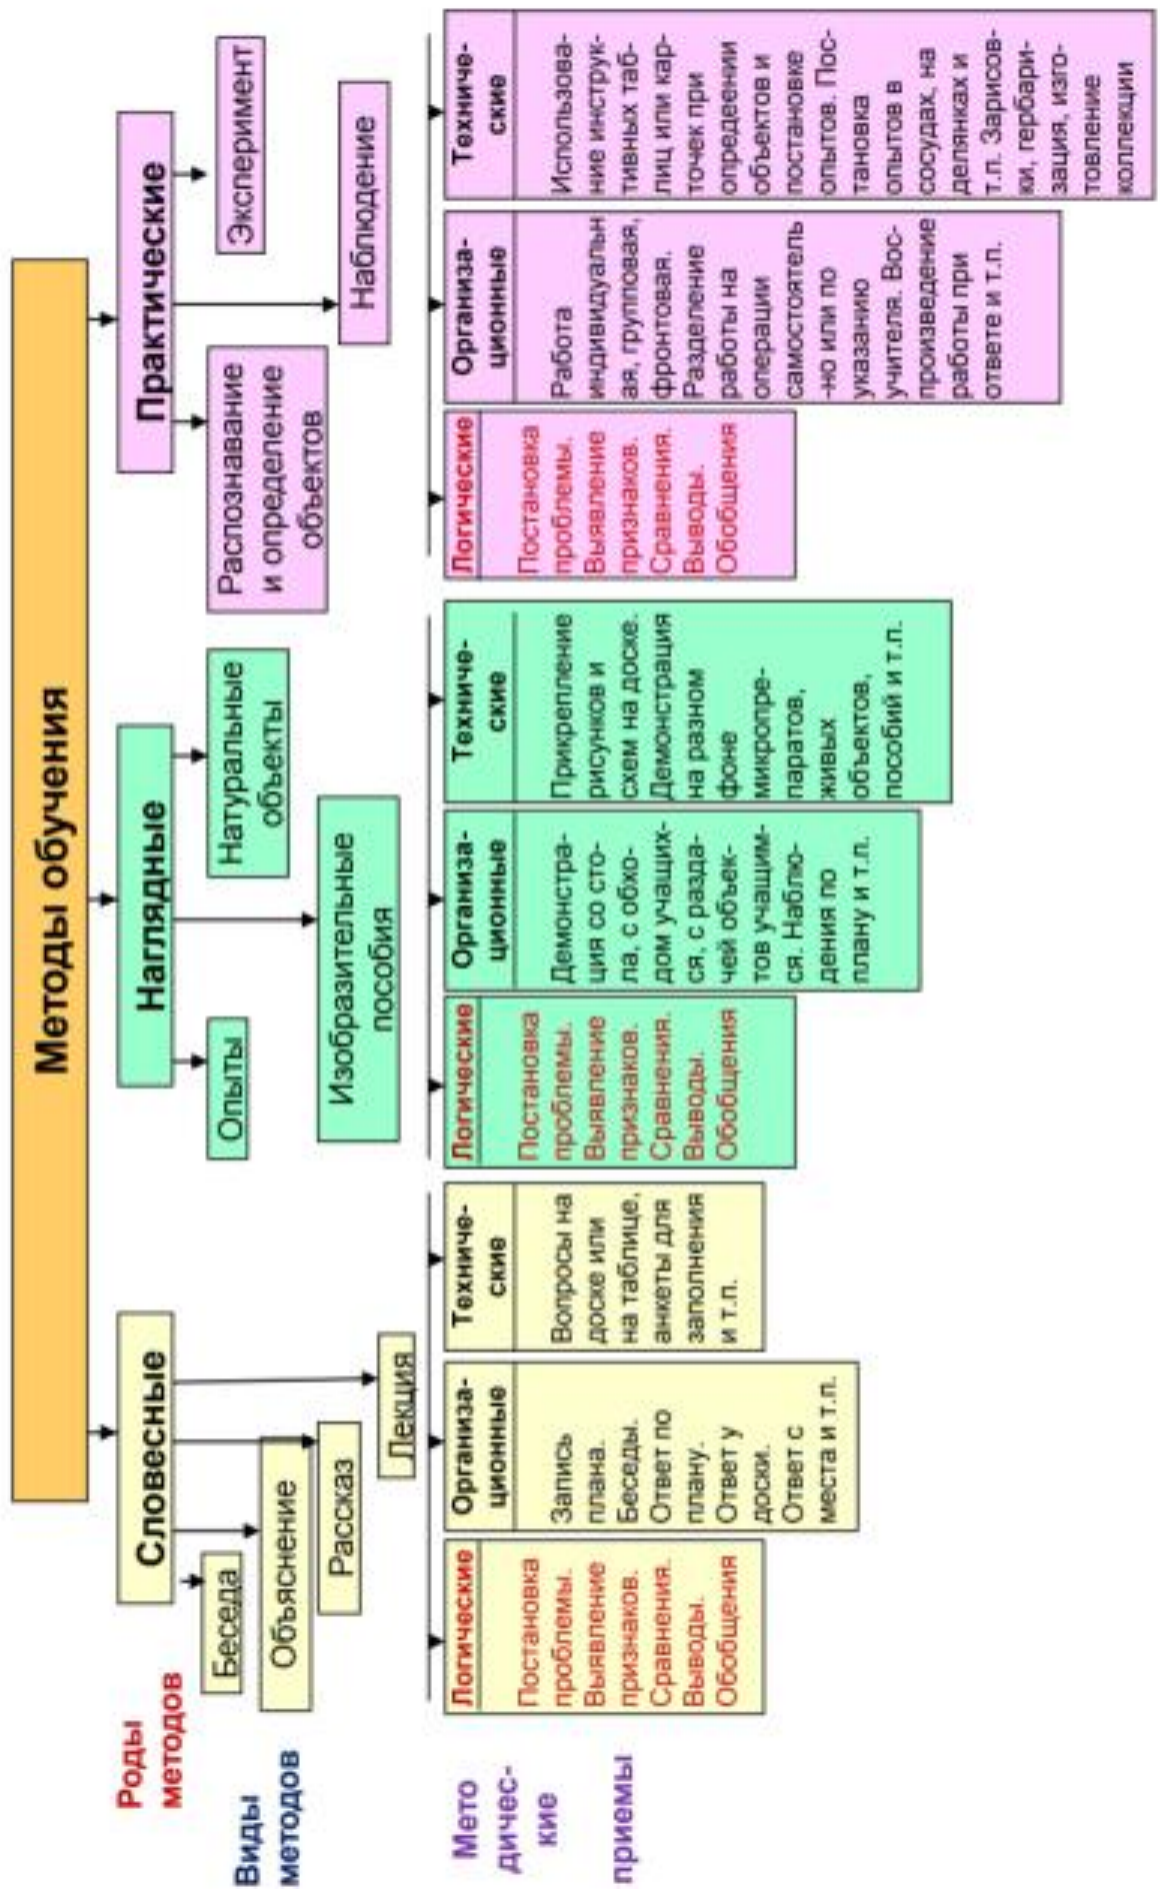 Методы обучения
Роды
методов
Словесные
Наглядные
Практические
Виды
методов
Беседа
Объяснение
Рассказ
Лекция
Опыты
Изобразительные
пособия
Натуральные
объекты
Распознавание
и определение
объектов
Наблюдение
Эксперимент
Мето
дичес-
кие
приемы
Логические
Постановка
проблемы.
Выявление
признаков.
Сравнения.
Выводы.
Обобщения
Организа-
ционные
Запись
плана.
Беседы.
Ответ по
плану.
Ответ у
доски.
Ответ с
места и т.п.
Техниче-
ские
Вопросы на
доске или
на таблице,
анкеты для
заполнения
и т.п.
Логические
Постановка
проблемы.
Выявление
признаков.
Сравнения.
Выводы.
Обобщения
Организа-
ционные
Демонстра-
ция со сто-
ла, с обхо-
дом учащих-
ся, с разда-
чей объек-
тов учащим-
ся. Наблю-
дения по
плану и т.п.
Техниче-
ские
Прикрепление
рисунков и
схем на доске.
Демонстрация
на разном
фоне
микропре-
паратов,
живых
объектов,
пособий и т.п.
Логические
Постановка
проблемы.
Выявление
признаков.
Сравнения.
Выводы.
Обобщения
Организа-
ционные
Работа
индивидуальн
ая, групповая,
фронтовая.
Разделение
работы на
операции
самостоятель
-но или по
указанию
учителя. Вос-
произведение
работы при
ответе и т.п.
Техниче-
ские
Использова-
ние инструк-
тивных таб-
лиц или кар-
точек при
опредеении
объектов и
постановке
опытов. Пос-
тановка
опытов в
сосудах, на
делянках и
т.п. Зарисов-
ки, гербари-
зация, изго-
товление
коллекции